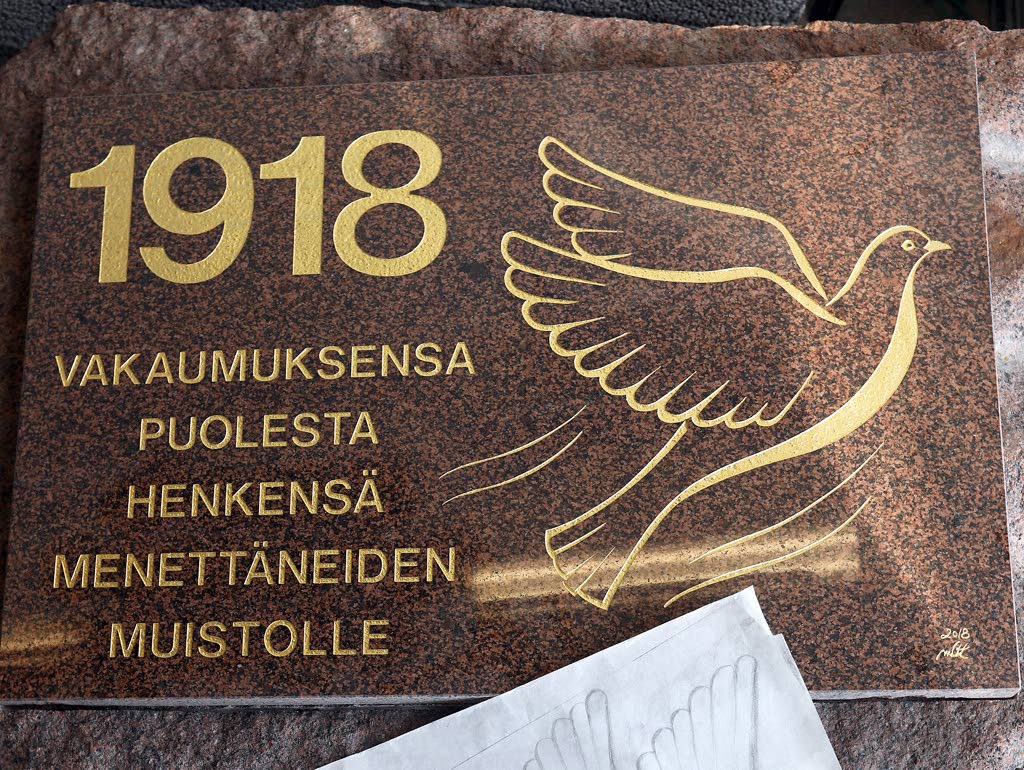 1918
VAKAUMUKSENSA
PUOLESTA
HENKENSÄ
MENETTÄNEIDEN
MUISTOLLE
2018